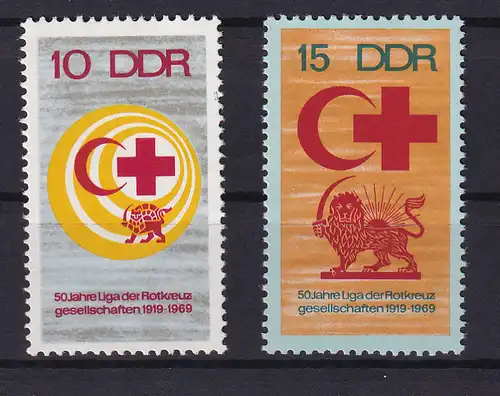 10 DDR
50 Jahre Liga der Rotkreuz
gesellschaften 1919-1969
15 DDR
50 Jahre Liga der Rotkreuz
gesellschaften 1919-1969